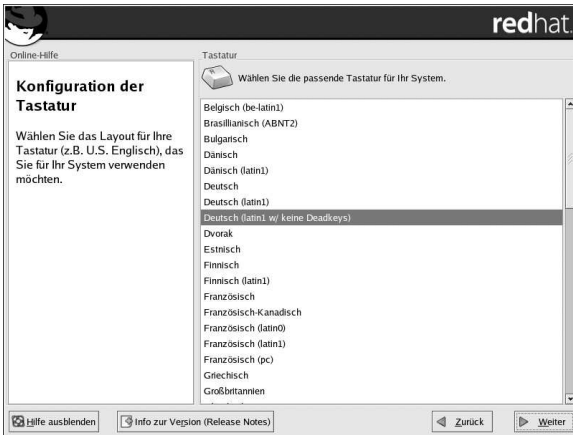 redhat.
Online-Hilfe
Konfiguration der
Tastatur
Wählen Sie das Layout für Ihre
Tastatur (z.B. U.S. Englisch), das
Sie für Ihr System verwenden
möchten.
Tastatur
Wählen Sie die passende Tastatur für Ihr System.
Belgisch (be-latin1)
Brasillianisch (ABNT2)
Bulgarisch
Dänisch
Dänisch (latin1)
Deutsch
Deutsch (latin1)
Deutsch (latin1 w/ keine Deadkeys)
Dvorak
Estnisch
Finnisch
Finnisch (latin1)
Französisch
Französisch-Kanadisch
Französisch (latin0)
Französisch (latin1)
Französisch (pc)
Griechisch
Großbritannien
Hilfe ausblenden
Info zur Version (Release Notes)
Zurück
Weiter